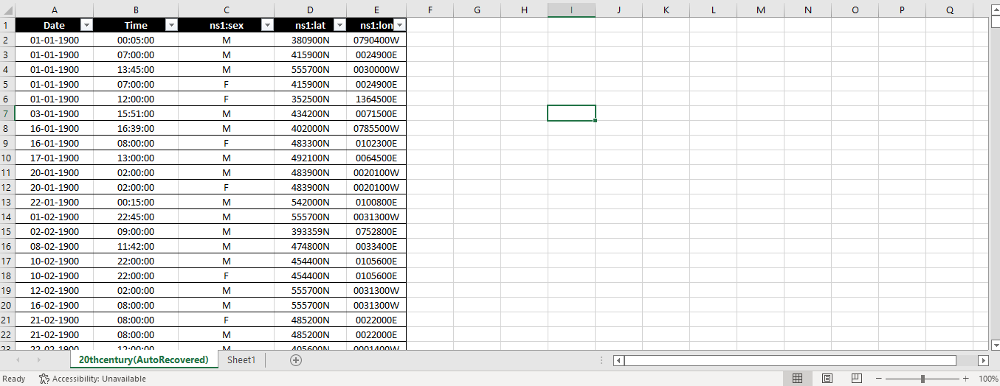 A B C D E F G H I J K L M N O P Q
1 Date Time ns1:sex ns1:lat ns1:lon
2 01-01-1900 00:05:00 M 380900N 0790400W
3 01-01-1900 07:00:00 M 415900N 0024900E
4 01-01-1900 13:45:00 M 555700N 0030000W
5 01-01-1900 07:00:00 F 415900N 0024900E
6 01-01-1900 12:00:00 F 352500N 1364500E
7 03-01-1900 15:51:00 M 434200N 0071500E
8 16-01-1900 16:39:00 M 402000N 0785500W
9 16-01-1900 08:00:00 F 483300N 0102300E
10 17-01-1900 13:00:00 M 492100N 0064500E
11 20-01-1900 02:00:00 M 483900N 0020100W
12 20-01-1900 02:00:00 F 483900N 0020100W
13 22-01-1900 00:15:00 M 542000N 0100800E
14 01-02-1900 22:45:00 M 555700N 0031300W
15 02-02-1900 09:00:00 M 393359N 0752800E
16 08-02-1900 11:42:00 M 474800N 0033400E
17 10-02-1900 22:00:00 M 454400N 0105600E
18 10-02-1900 22:00:00 F 454400N 0105600E
19 12-02-1900 02:00:00 M 555700N 0031300W
20 16-02-1900 08:00:00 M 555700N 0031300W
21 21-02-1900 08:00:00 F 485200N 0022000E
22 21-02-1900 08:00:00 M 485200N 0022000E
23 22-02-1900 12:00:00 M 405600N 0001400W
20thcentury(AutoRecovered) Sheet1
Ready Accessibility: Unavailable 100%